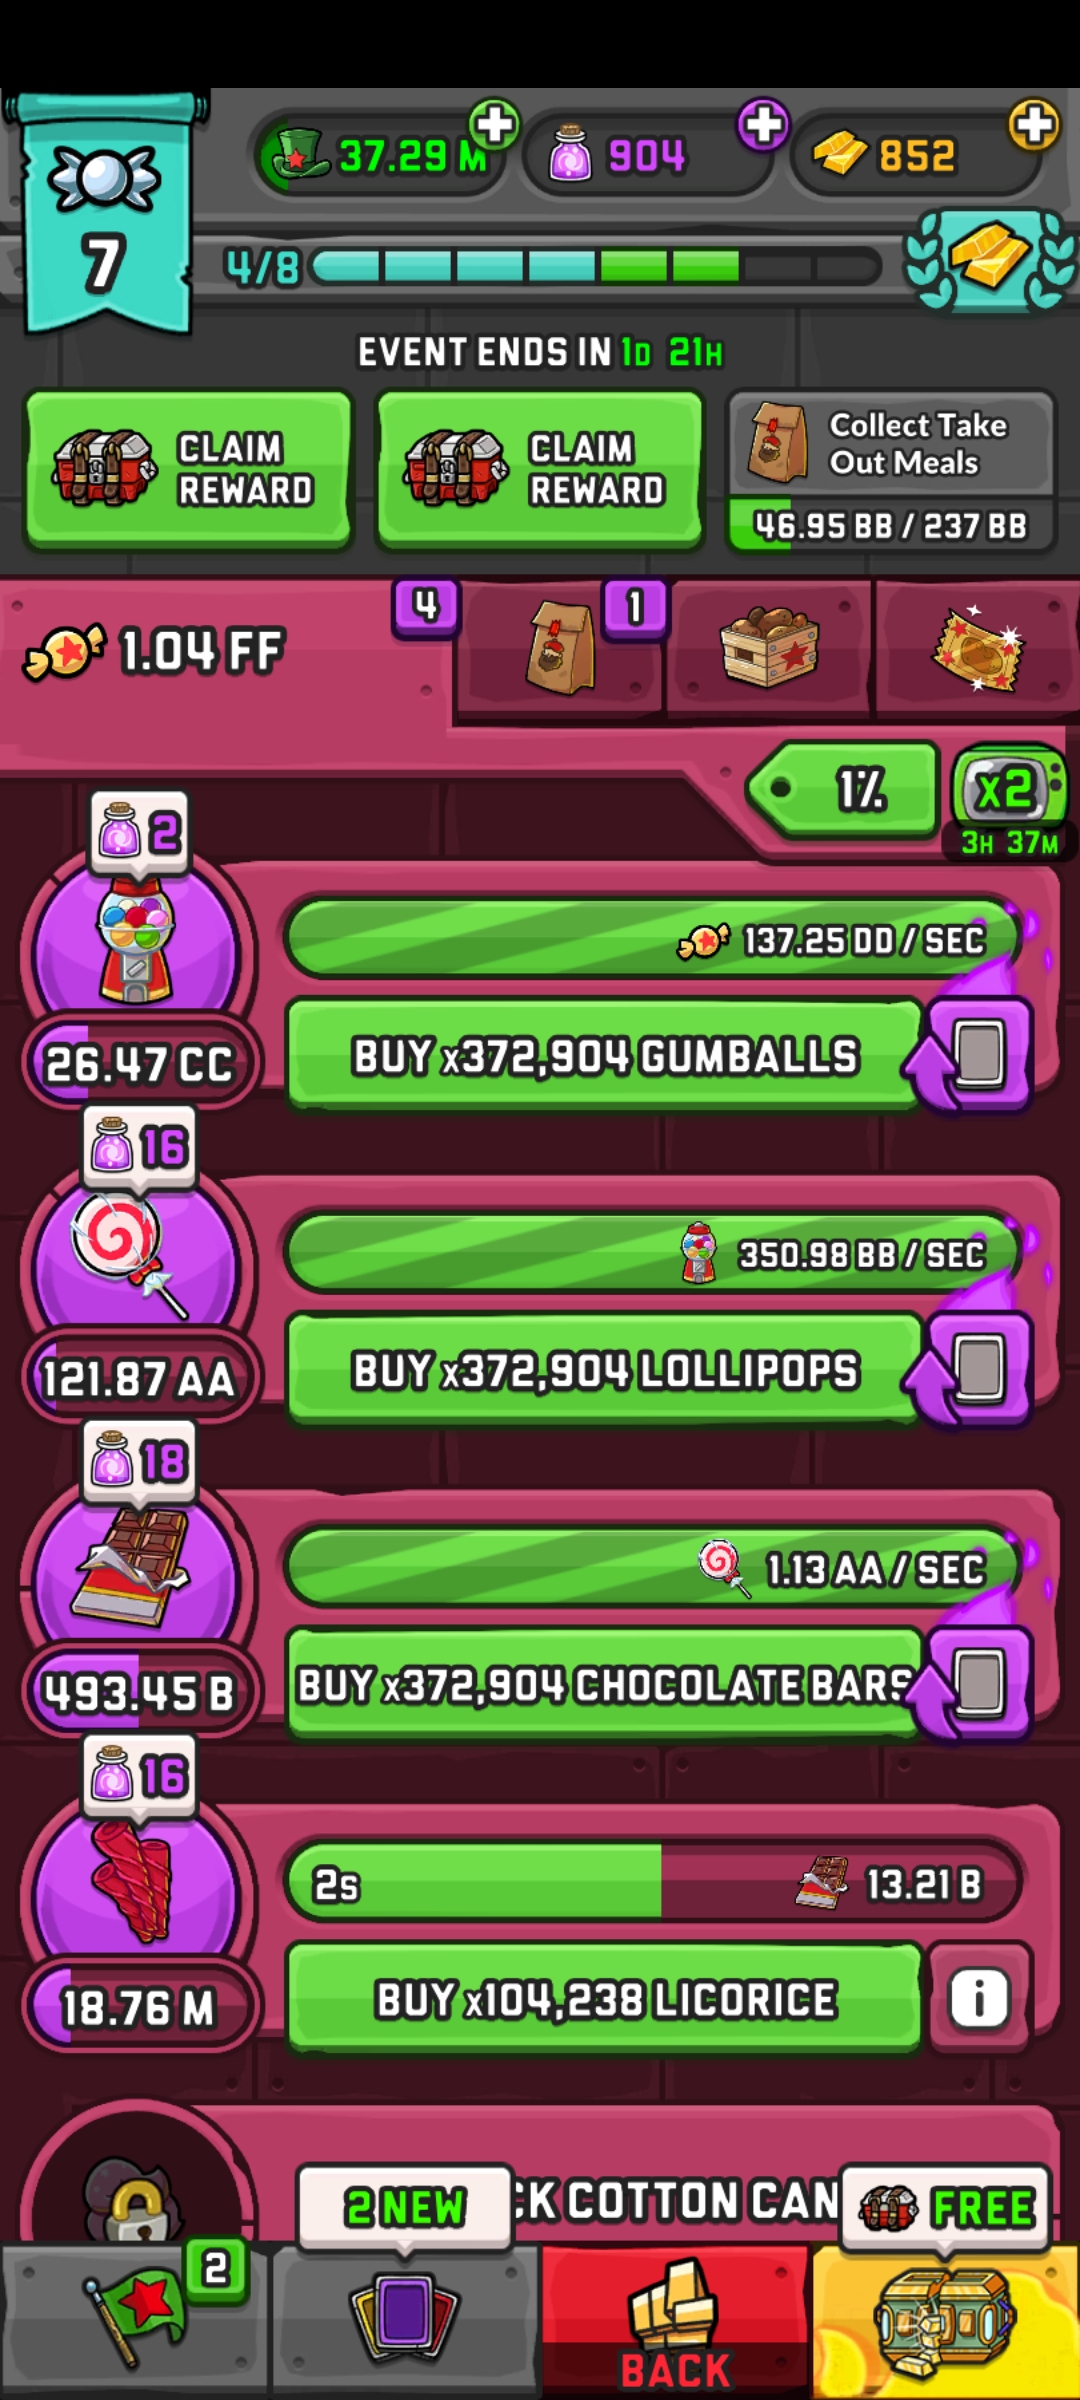 37.29 M
904
852
7
4/8
EVENT ENDS IN 1D 21H
CLAIM
REWARD
CLAIM
REWARD
Collect Take
Out Meals
46.95 BB / 237 BB
1.04 FF
4
1
1%
x2
3H 37M
2
137.25 DD / SEC
26.47 CC
BUY x372,904 GUMBALLS
16
350.98 BB / SEC
121.87 AA
BUY x372,904 LOLLIPOPS
18
1.13 AA / SEC
493.45 B
BUY x372,904 CHOCOLATE BARS
16
2s
13.21 B
18.76 M
BUY x104,238 LICORICE
i
CK COTTON CAN
2 NEW
FREE
2
BACK